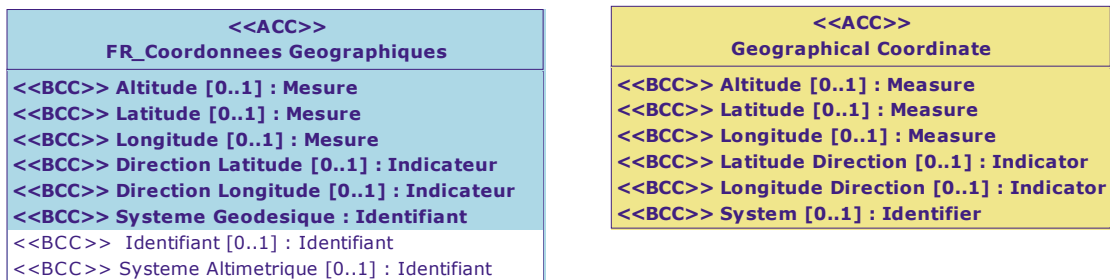 <<ACC>>
FR_Coordonnees Geographiques
<<BCC>> Altitude [0..1] : Mesure
<<BCC>> Latitude [0..1] : Mesure
<<BCC>> Longitude [0..1] : Mesure
<<BCC>> Direction Latitude [0..1] : Indicateur
<<BCC>> Direction Longitude [0..1] : Indicateur
<<BCC>> Systeme Geodesique : Identifiant
<<BCC>> Identifiant [0..1] : Identifiant
<<BCC>> Systeme Altimetrique [0..1] : Identifiant
<<ACC>>
Geographical Coordinate
<<BCC>> Altitude [0..1] : Measure
<<BCC>> Latitude [0..1] : Measure
<<BCC>> Longitude [0..1] : Measure
<<BCC>> Latitude Direction [0..1] : Indicator
<<BCC>> Longitude Direction [0..1] : Indicator
<<BCC>> System [0..1] : Identifier